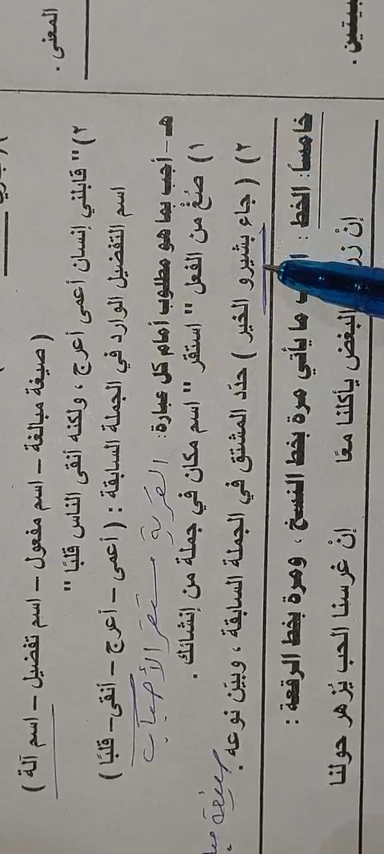 المعنى .
بيتين .
( صيغة مبالغة – اسم مفعول – اسم تفضيل – اسم آلة )
٢) " قابلني إنسان أعمى أعرج ، ولكنه أنقى الناس قلبًا "
اسم التفضيل الوارد في الجملة السابقة : ( أعمى – أعرج – أنقى – قلبًا )
هـ – أجب بما هو مطلوب أمام كل عبارة :
١) صُغْ من الفعل " استقر " اسم مكان في جملة من إنشائك .
٢) ( جاء بشيرو الخير ) حدّد المشتق في الجملة السابقة ، وبيّن نوعه .
خامسًا: الخط : ما يأتي مرة بخط النسخ ، ومرة بخط الرقعة :
إنْ غرسنا الحب يُزهر حولنا
إنْ البعض يأكلنا معًا